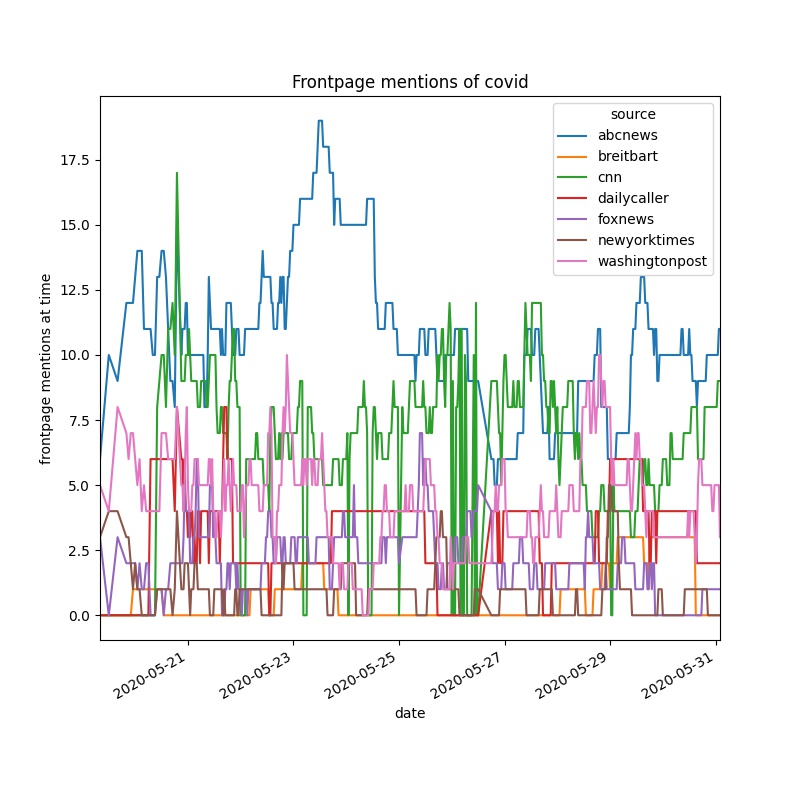 Frontpage mentions of covid
source
abcnews
breitbart
cnn
dailycaller
foxnews
newyorktimes
washingtonpost
frontpage mentions at time
17.5
15.0
12.5
10.0
7.5
5.0
2.5
0.0
2020-05-21
2020-05-23
2020-05-25
2020-05-27
2020-05-29
2020-05-31
date